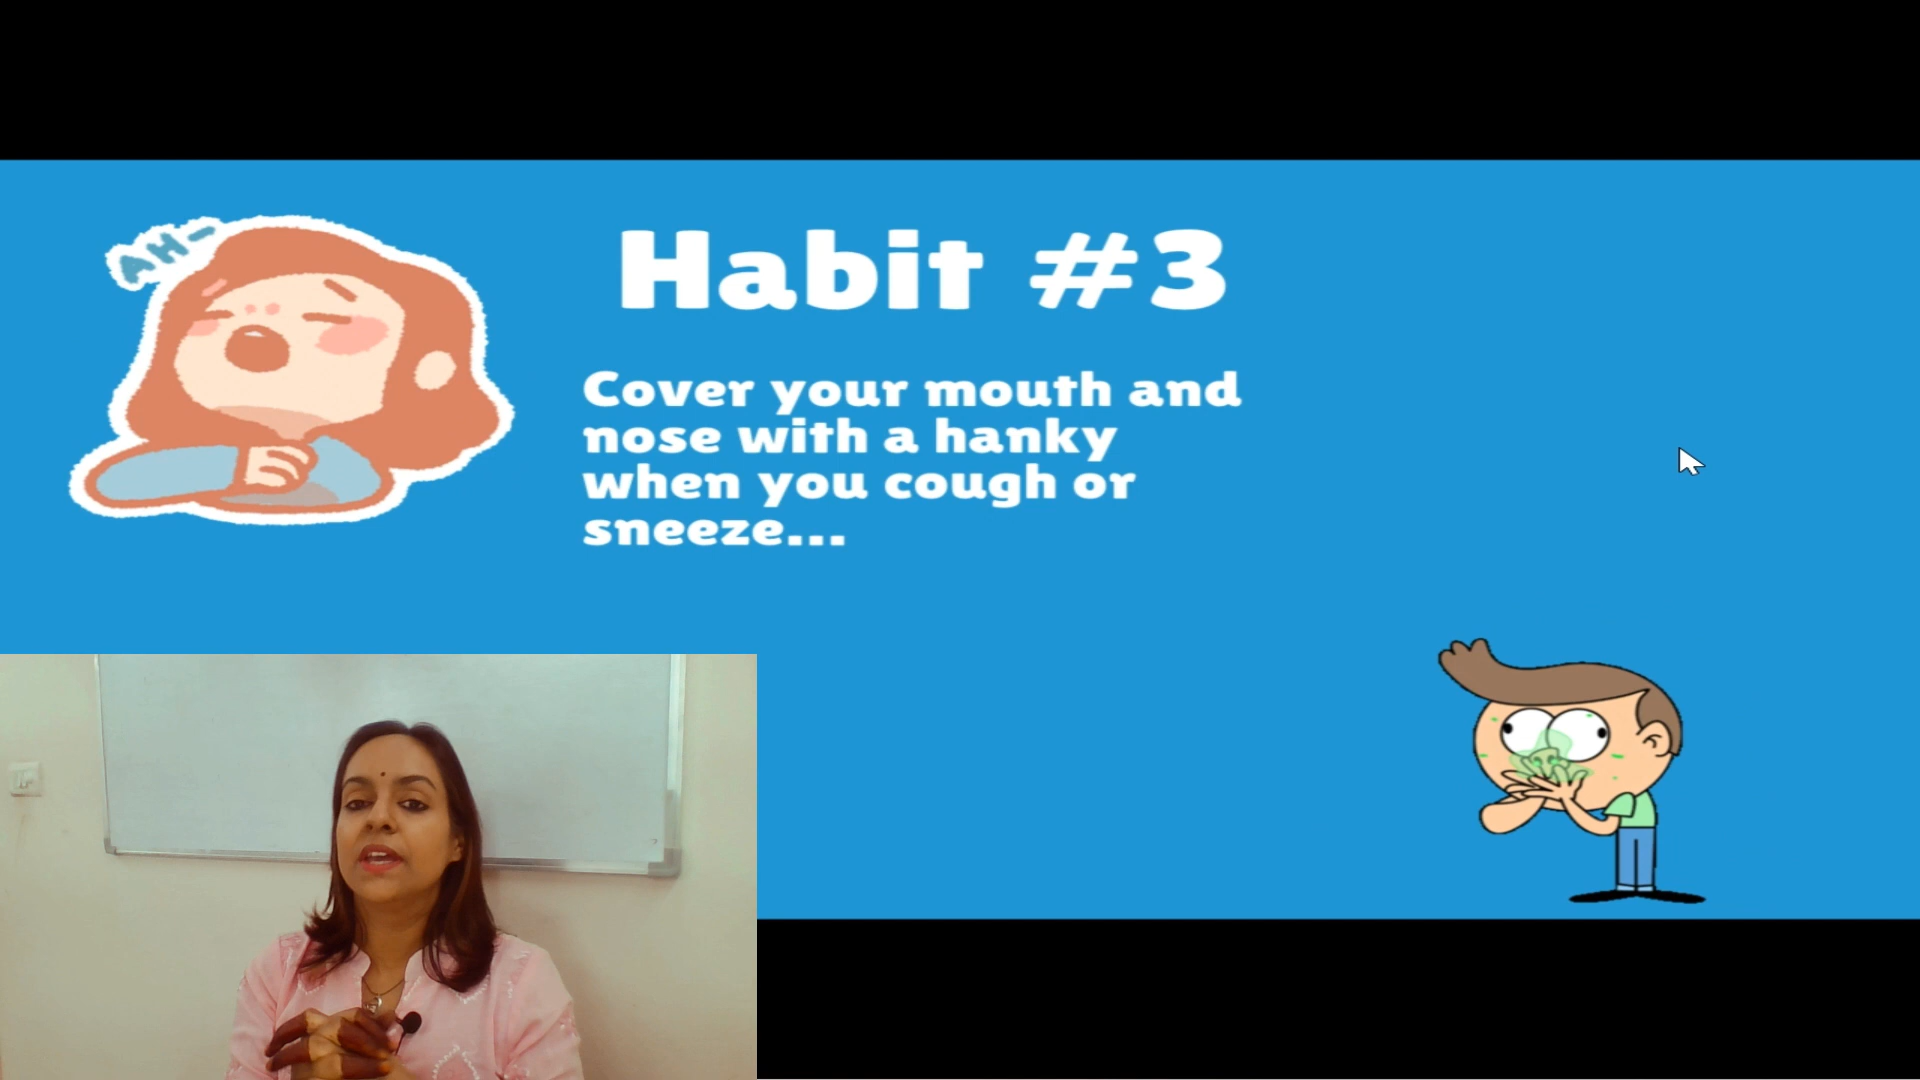 AH-
Habit #3
Cover your mouth and
nose with a hanky
when you cough or
sneeze...